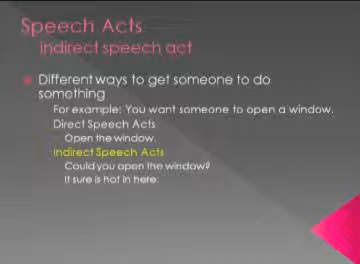 Speech Acts
indirect speech act
Different ways to get someone to do
something
For example: You want someone to open a window.
Direct Speech Acts
Open the window.
Indirect Speech Acts
Could you open the window?
It sure is hot in here.